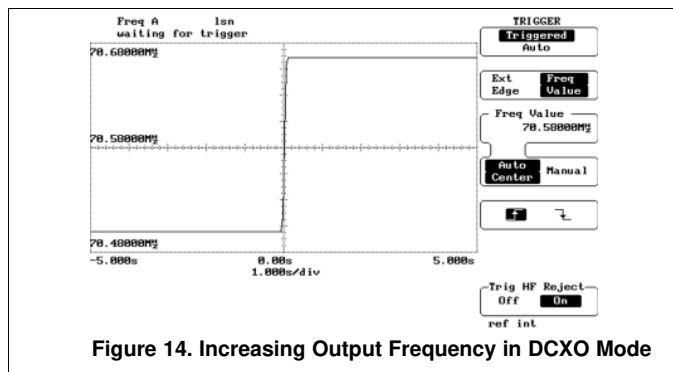 Freq A lsn
waiting for trigger
70.68000MHz
70.58000MHz
70.48000MHz
-5.000s 0.00s 5.000s
1.000s/div
TRIGGER
Triggered
Auto
Ext Freq
Edge Value
Freq Value
70.58000MHz
Auto
Center Manual
Trig HF Reject
Off On
ref int
Figure 14. Increasing Output Frequency in DCXO Mode